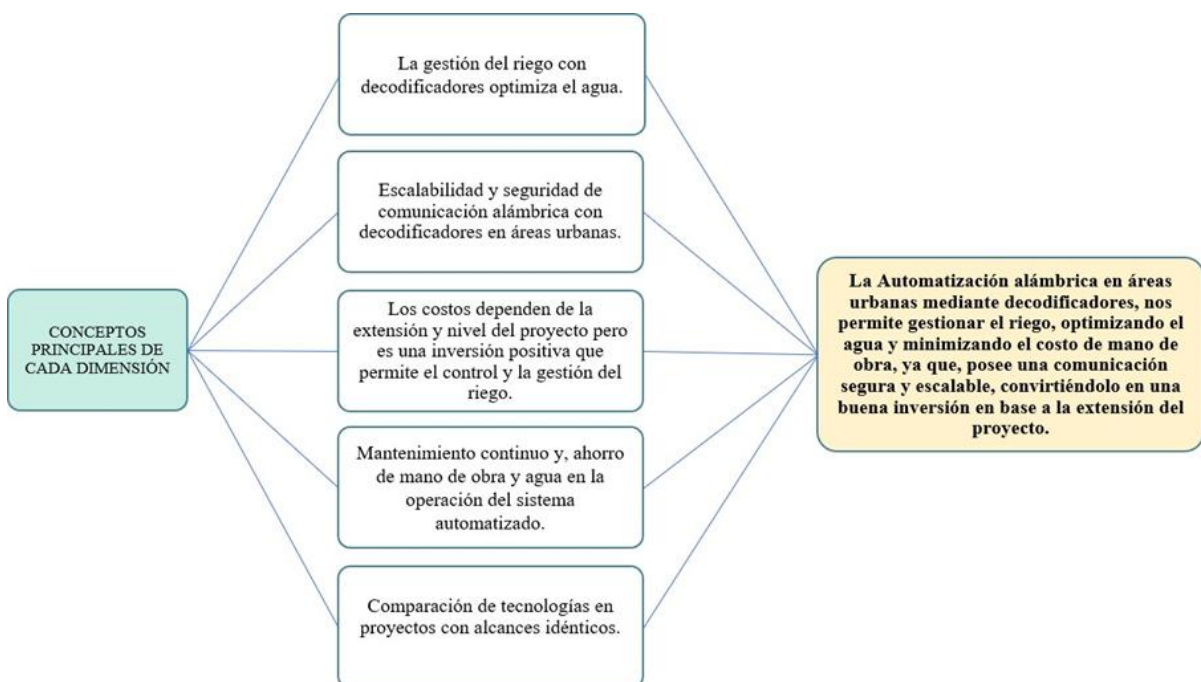 CONCEPTOS
PRINCIPALES DE
CADA DIMENSIÓN
La gestión del riego con
decodificadores optimiza el agua.
Escalabilidad y seguridad de
comunicación alámbrica con
decodificadores en áreas urbanas.
Los costos dependen de la
extensión y nivel del proyecto pero
es una inversión positiva que
permite el control y la gestión del
riego.
Mantenimiento continuo y, ahorro
de mano de obra y agua en la
operación del sistema
automatizado.
Comparación de tecnologías en
proyectos con alcances idénticos.
La Automatización alámbrica en áreas
urbanas mediante decodificadores, nos
permite gestionar el riego, optimizando el
agua y minimizando el costo de mano de
obra, ya que, posee una comunicación
segura y escalable, convirtiéndolo en una
buena inversión en base a la extensión del
proyecto.